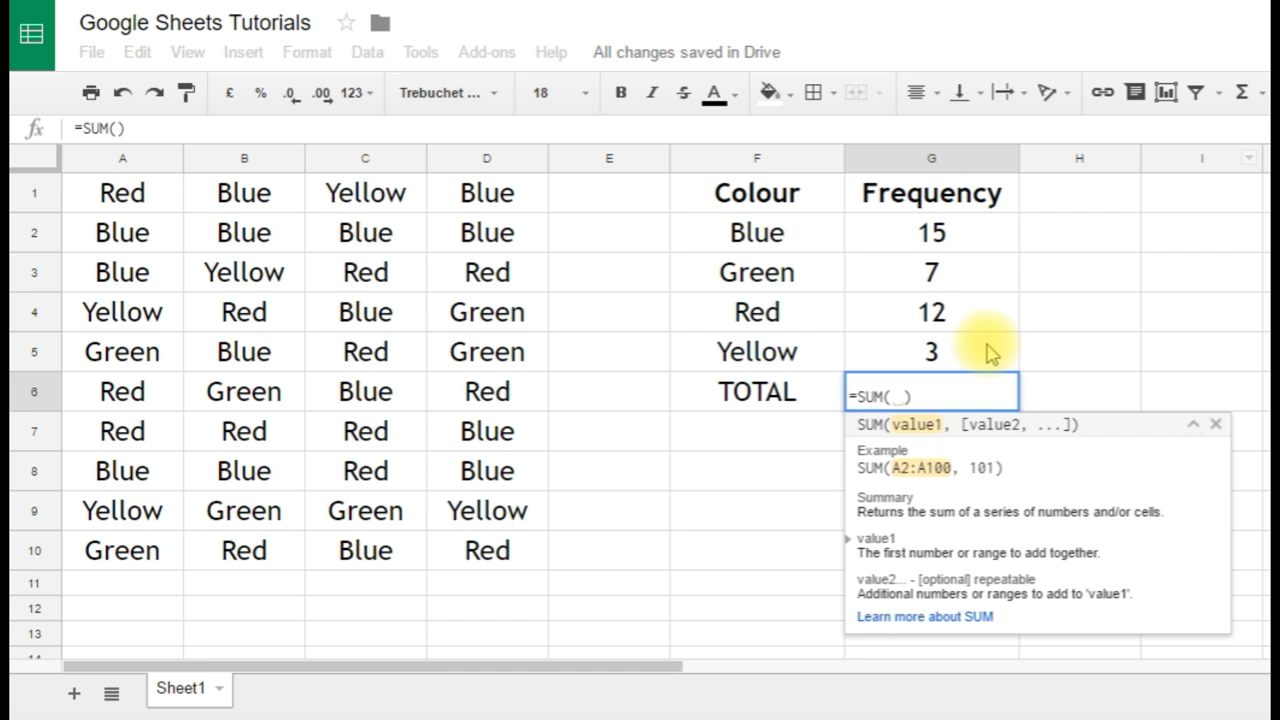 Google Sheets Tutorials
File Edit View Insert Format Data Tools Add-ons Help All changes saved in Drive
£ % .0 .00 123 Trebuchet ... 18 B I S A Σ
fx =SUM()
A B C D E F G H I
1 Red Blue Yellow Blue Colour Frequency
2 Blue Blue Blue Blue Blue 15
3 Blue Yellow Red Red Green 7
4 Yellow Red Blue Green Red 12
5 Green Blue Red Green Yellow 3
6 Red Green Blue Red TOTAL =SUM( )
7 Red Red Red Blue SUM(value1, [value2, ...])
Example
8 Blue Blue Red Blue SUM(A2:A100, 101)
Summary
9 Yellow Green Green Yellow Returns the sum of a series of numbers and/or cells.
value1
10 Green Red Blue Red The first number or range to add together.
11 value2... - [optional] repeatable
Additional numbers or ranges to add to 'value1'.
12 Learn more about SUM
13
14
+ Sheet1